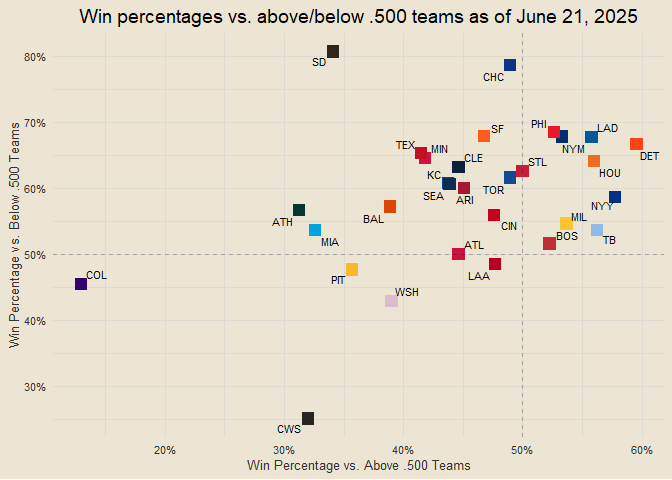 Win percentages vs. above/below .500 teams as of June 21, 2025
Win Percentage vs. Below .500 Teams
80%
70%
60%
50%
40%
30%
SD
CHC
SF
PHI
LAD
TEX
MIN
NYM
DET
CLE
STL
HOU
KC
SEA
ARI
TOR
NYY
ATH
BAL
MIL
CIN
MIA
BOS
TB
ATL
LAA
COL
PIT
WSH
CWS
20%
30%
40%
50%
60%
Win Percentage vs. Above .500 Teams